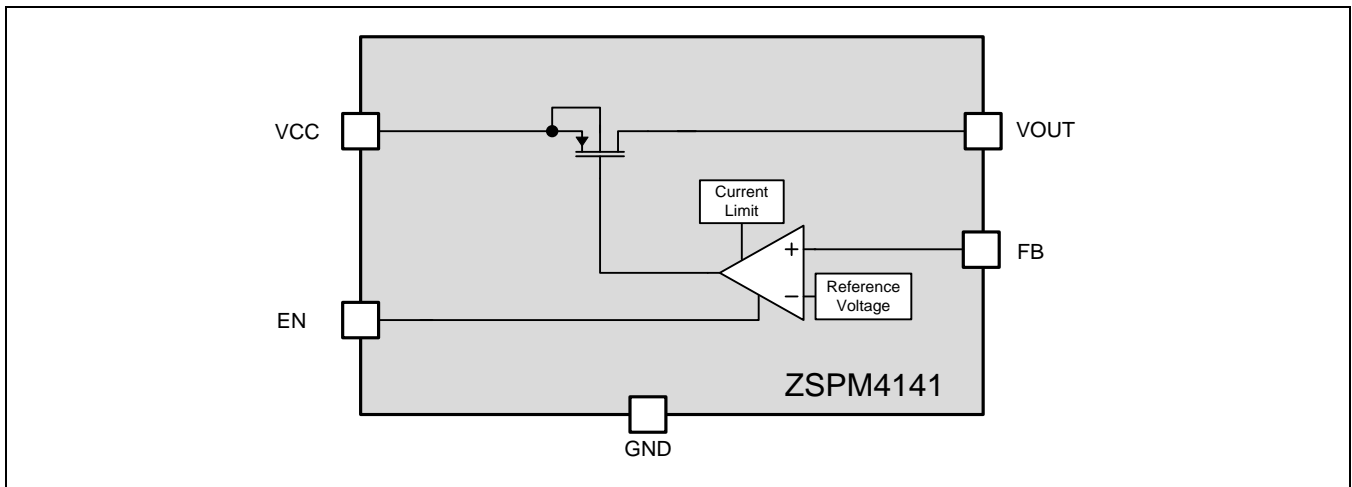 VCC
VOUT
Current
Limit
+
FB
−
Reference
Voltage
EN
ZSPM4141
GND